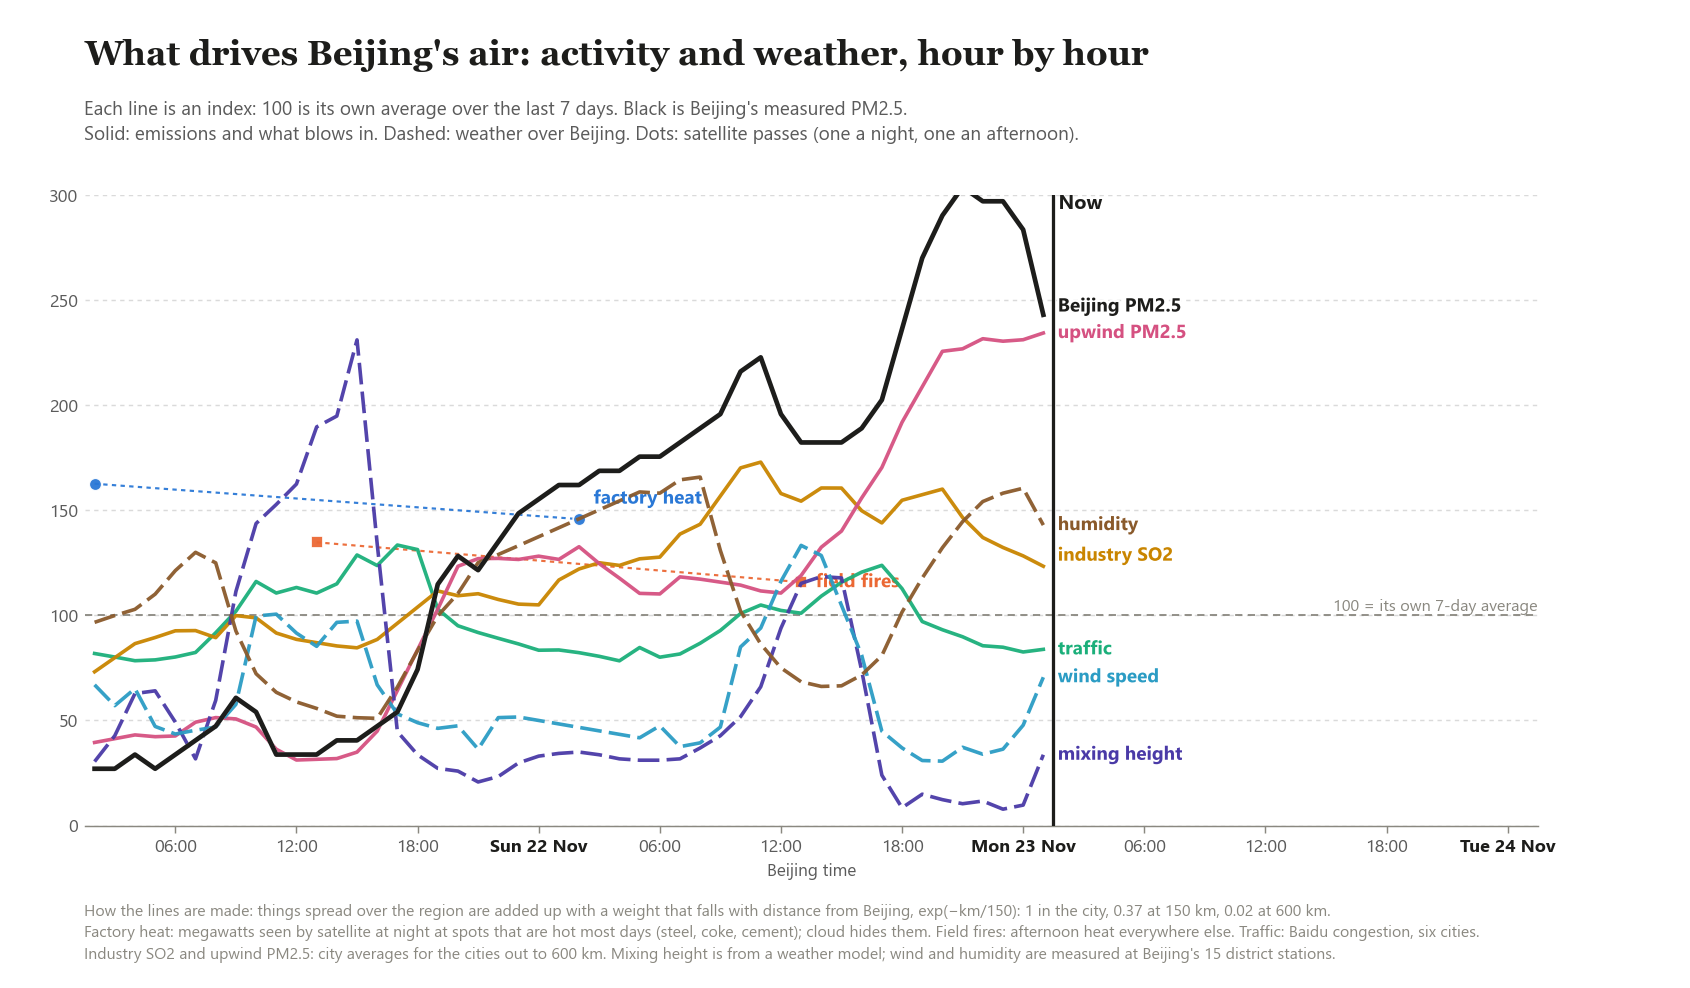 What drives Beijing's air: activity and weather, hour by hour
Each line is an index: 100 is its own average over the last 7 days. Black is Beijing's measured PM2.5.
Solid: emissions and what blows in. Dashed: weather over Beijing. Dots: satellite passes (one a night, one an afternoon).
300
Now
250
Beijing PM2.5
upwind PM2.5
200
150
factory heat
humidity
industry SO2
field fires
100
100 = its own 7-day average
traffic
wind speed
50
mixing height
0
06:00 12:00 18:00 Sun 22 Nov 06:00 12:00 18:00 Mon 23 Nov 06:00 12:00 18:00 Tue 24 Nov
Beijing time
How the lines are made: things spread over the region are added up with a weight that falls with distance from Beijing, exp(−km/150): 1 in the city, 0.37 at 150 km, 0.02 at 600 km.
Factory heat: megawatts seen by satellite at night at spots that are hot most days (steel, coke, cement); cloud hides them. Field fires: afternoon heat everywhere else. Traffic: Baidu congestion, six cities.
Industry SO2 and upwind PM2.5: city averages for the cities out to 600 km. Mixing height is from a weather model; wind and humidity are measured at Beijing's 15 district stations.